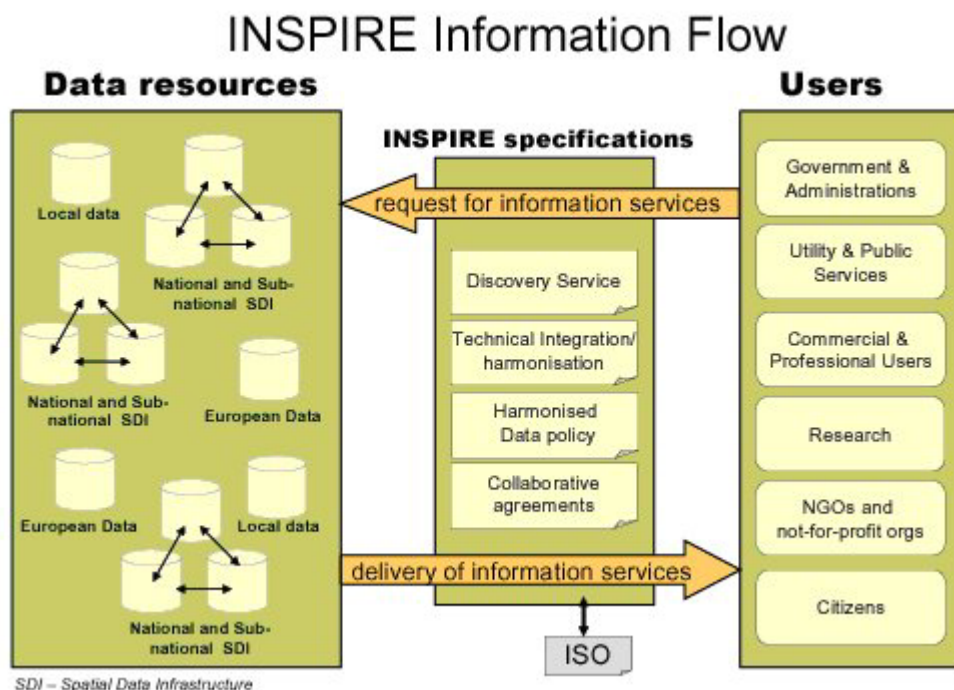 INSPIRE Information Flow
Data resources
Local data
National and Sub-
national SDI
National and Sub-
national SDI
European Data
European Data
Local data
National and Sub-
national SDI
SDI – Spatial Data Infrastructure
INSPIRE specifications
request for information services
Discovery Service
Technical Integration/
harmonisation
Harmonised
Data policy
Collaborative
agreements
delivery of information services
ISO
Users
Government &
Administrations
Utility & Public
Services
Commercial &
Professional Users
Research
NGOs and
not-for-profit orgs
Citizens